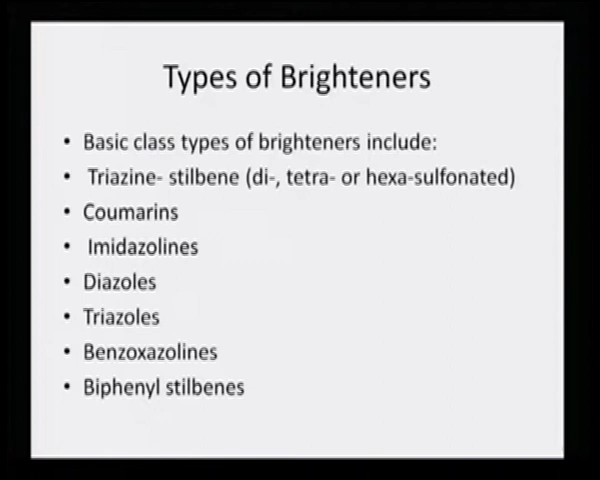 Types of Brighteners
• Basic class types of brighteners include:
• Triazine- stilbene (di-, tetra- or hexa-sulfonated)
• Coumarins
• Imidazolines
• Diazoles
• Triazoles
• Benzoxazolines
• Biphenyl stilbenes